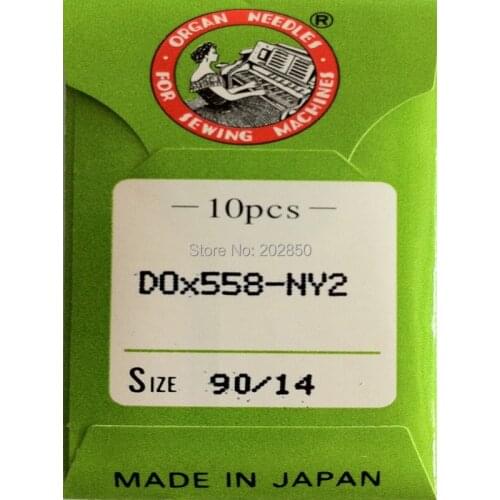 ORGAN NEEDLES
®
FOR SEWING MACHINES
—10pcs—
Store No: 202850
DOx558-NY2
SIZE 90/14
MADE IN JAPAN